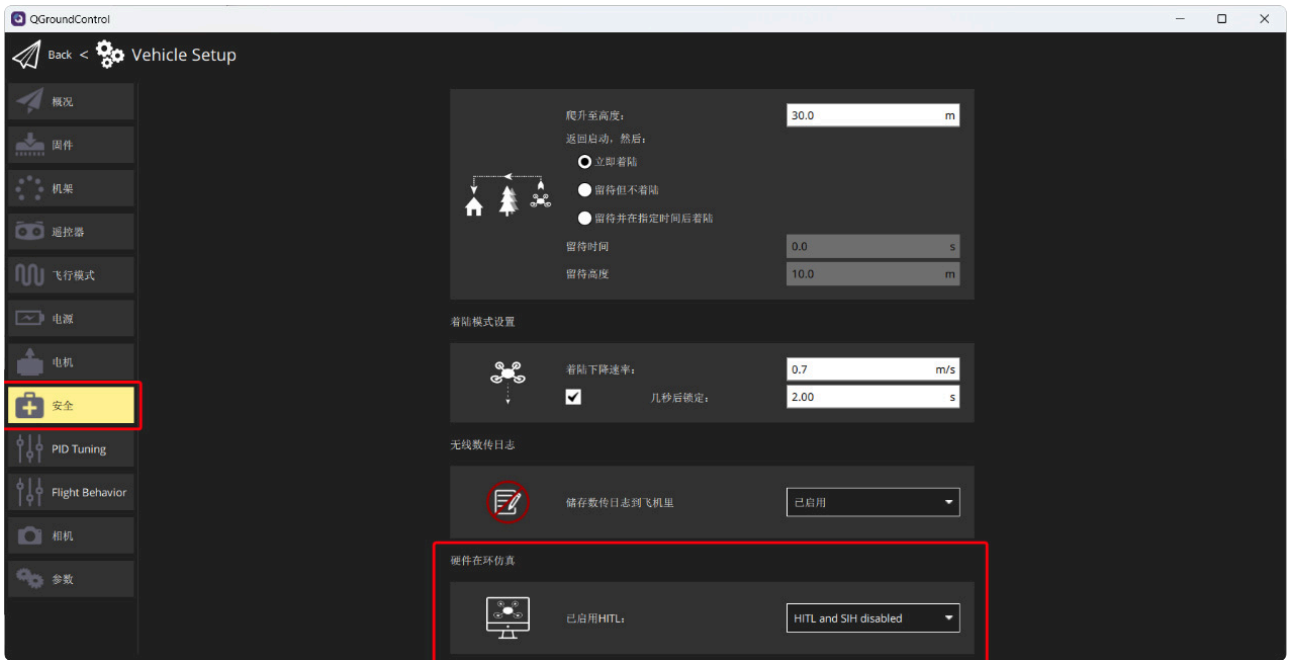 QGroundControl
Back < Vehicle Setup
概况
固件
机架
遥控器
飞行模式
电源
电机
安全
PID Tuning
Flight Behavior
相机
参数
爬升至高度： 30.0 m
返回启动，然后：
立即着陆
留待但不着陆
留待并在指定时间后着陆
留待时间 0.0 s
留待高度 10.0 m
着陆模式设置
着陆下降速率： 0.7 m/s
几秒后锁定： 2.00 s
无线数传日志
储存数传日志到飞机里 已启用
硬件在环仿真
已启用HITL： HITL and SIH disabled